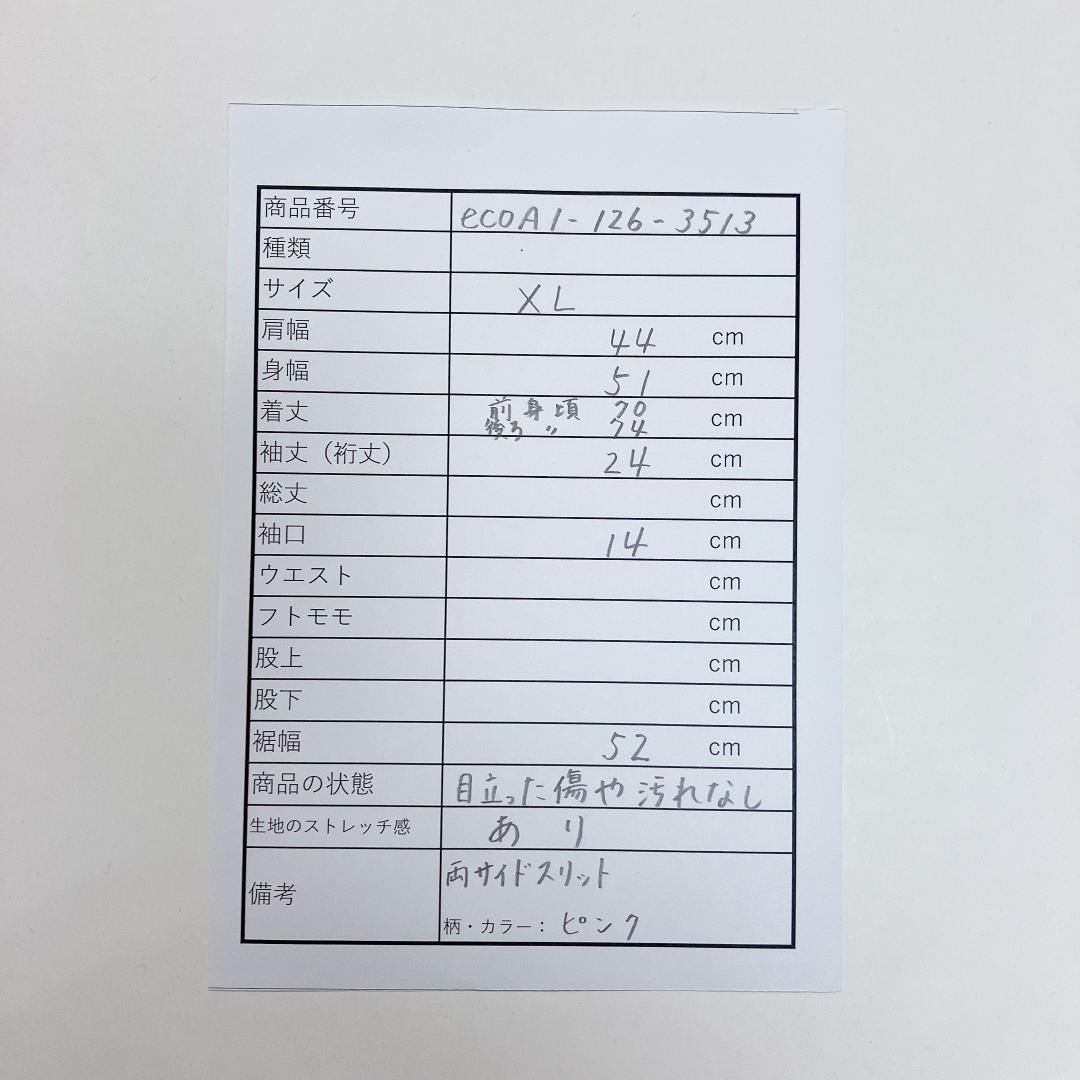 商品番号 ecoA1-126-3513
種類
サイズ XL
肩幅 44 cm
身幅 51 cm
着丈 前身頃 70 cm
後ろ 〃 74
袖丈（裄丈） 24 cm
総丈 cm
袖口 14 cm
ウエスト cm
フトモモ cm
股上 cm
股下 cm
裾幅 52 cm
商品の状態 目立った傷や汚れなし
生地のストレッチ感 あり
備考 両サイドスリット
柄・カラー： ピンク